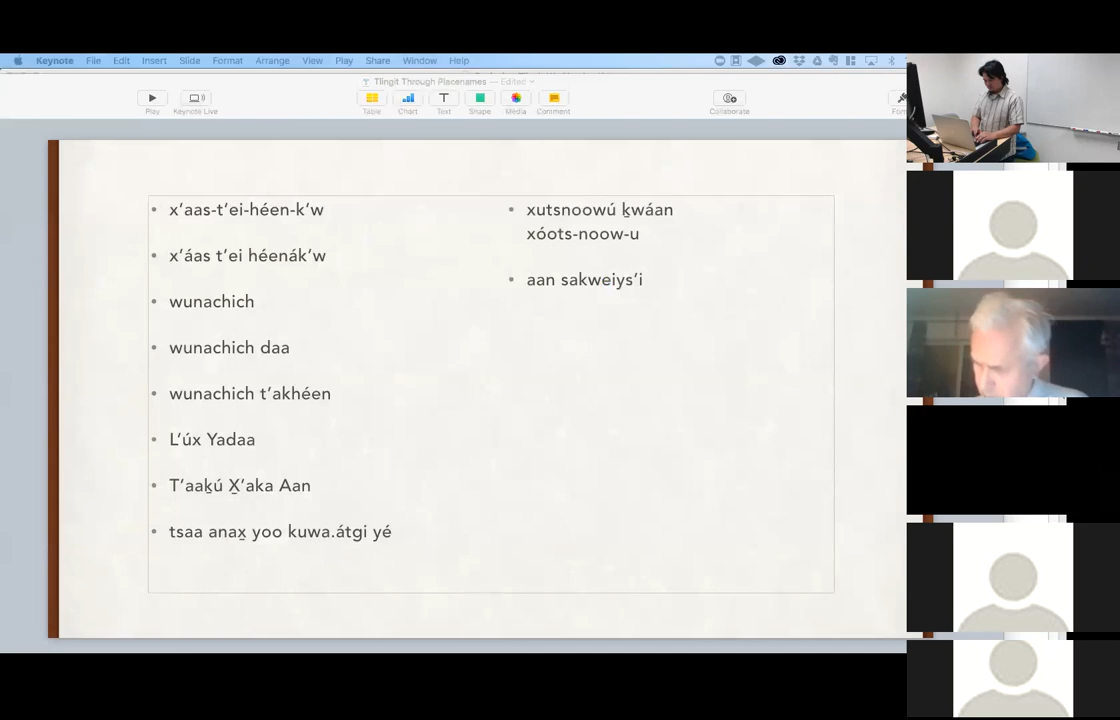 Keynote File Edit Insert Slide Format Arrange View Play Share Window Help
Tlingit Through Placenames — Edited
Play Keynote Live Table Chart Text Shape Media Comment Collaborate
x’aas-t’ei-héen-k’w
x’áas t’ei héenák’w
wunachich
wunachich daa
wunachich t’akhéen
L’úx Yadaa
T’aaḵú X̱’aka Aan
tsaa anax̱ yoo kuwa.átgi yé
xutsnoowú ḵwáan
xóots-noow-u
aan sakweiys’i